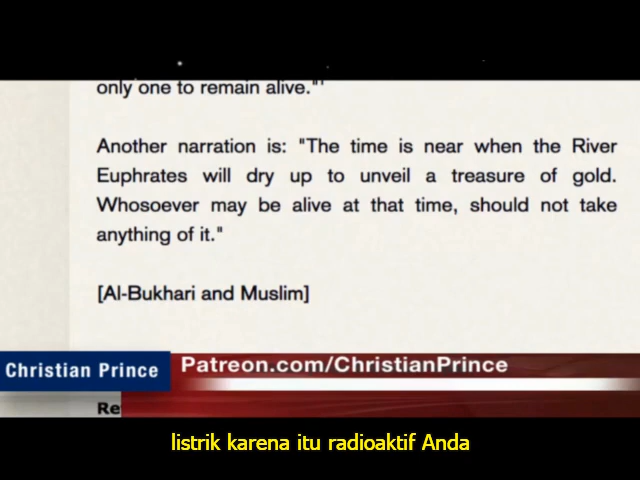 only one to remain alive."'
Another narration is: "The time is near when the River
Euphrates will dry up to unveil a treasure of gold.
Whosoever may be alive at that time, should not take
anything of it."
[Al-Bukhari and Muslim]
Christian Prince
Patreon.com/ChristianPrince
Re
listrik karena itu radioaktif Anda